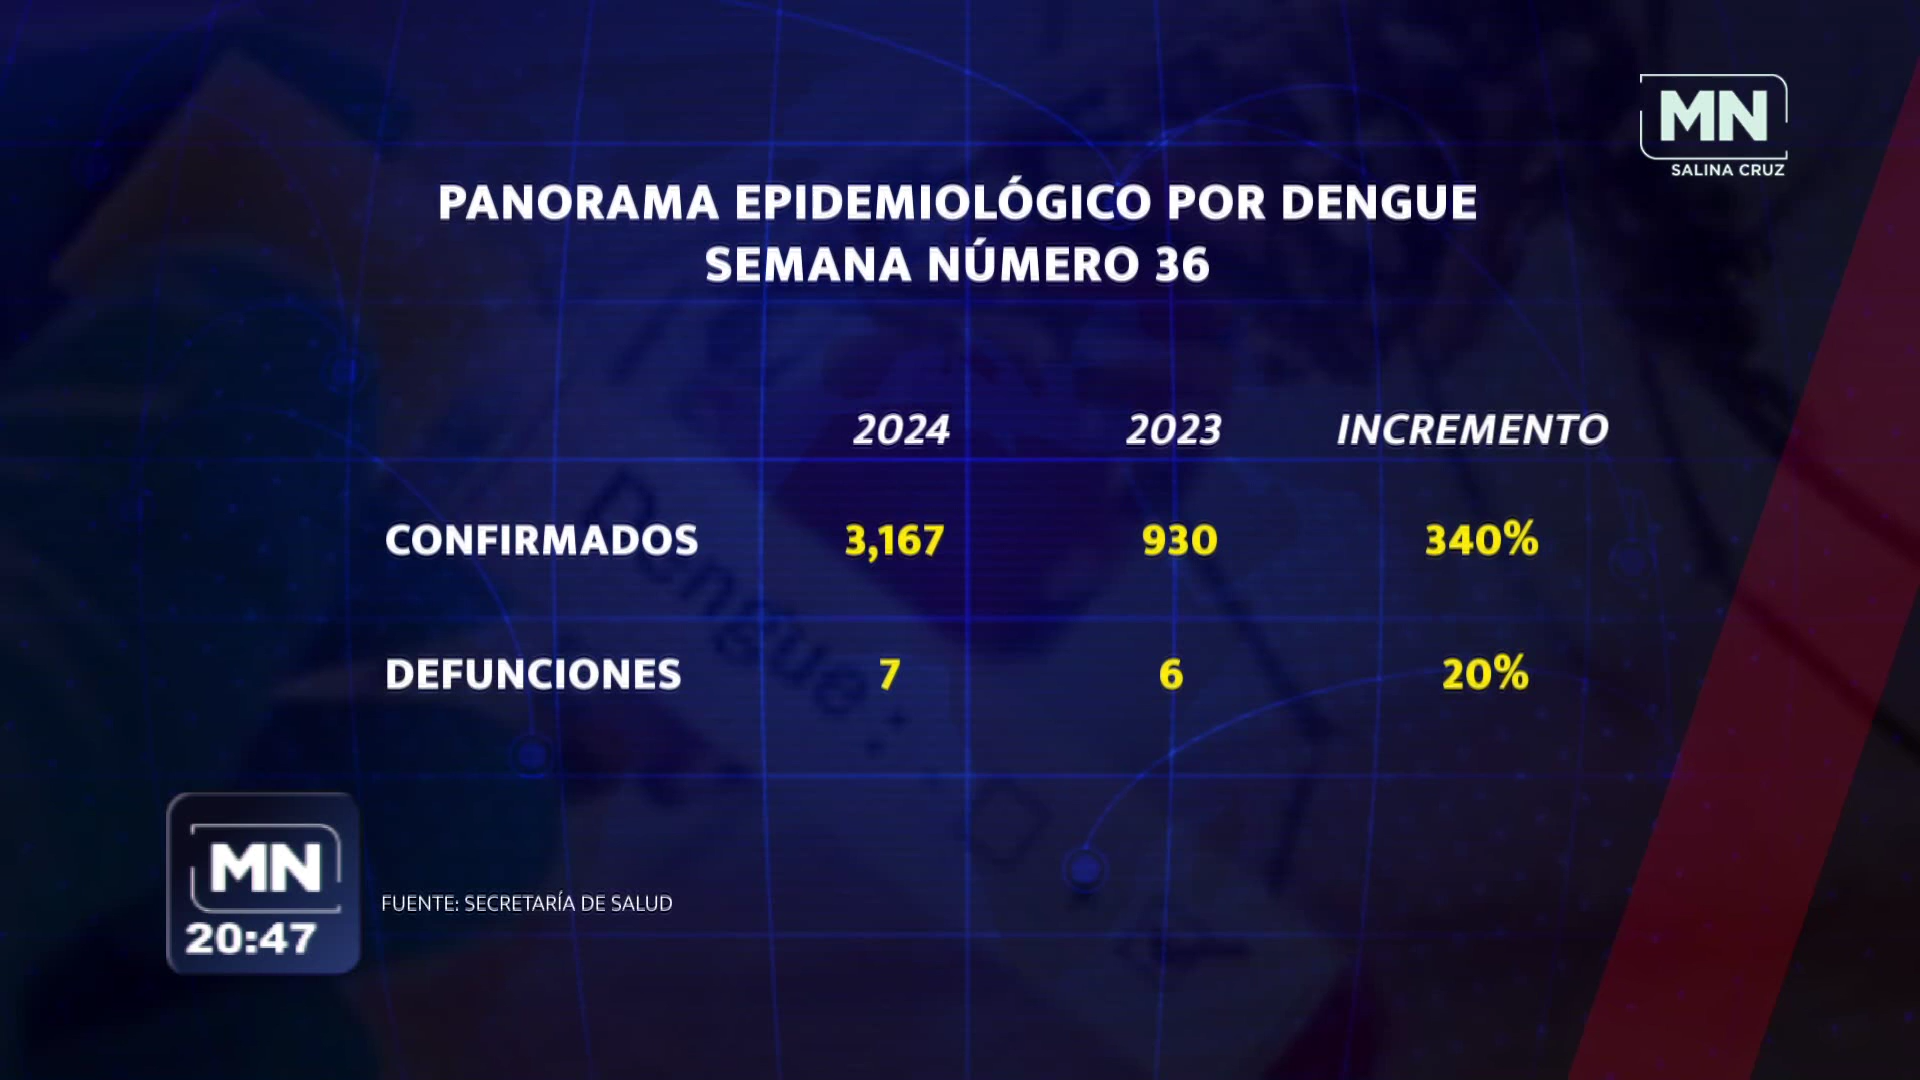 MN
SALINA CRUZ
PANORAMA EPIDEMIOLÓGICO POR DENGUE
SEMANA NÚMERO 36
2024 2023 INCREMENTO
CONFIRMADOS 3,167 930 340%
DEFUNCIONES 7 6 20%
Dengue:
MN
20:47
FUENTE: SECRETARÍA DE SALUD